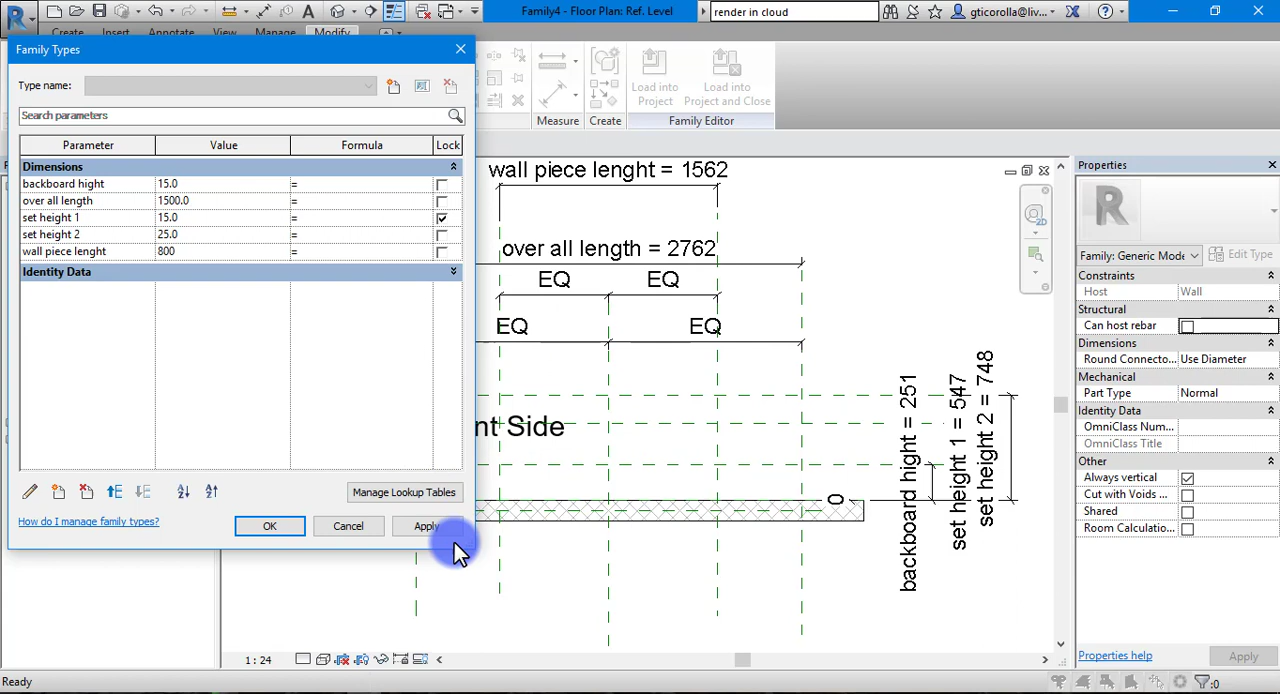 Family4 - Floor Plan: Ref. Level
render in cloud
gticorolla@liv...
Create
Insert
Annotate
View
Manage
Modify
Family Types
Type name:
Search parameters
Parameter Value Formula Lock
Dimensions
backboard hight 15.0 =
over all length 1500.0 =
set height 1 15.0 =
set height 2 25.0 =
wall piece lenght 800 =
Identity Data
Manage Lookup Tables
How do I manage family types?
OK Cancel Apply
Load into
Project
Load into
Project and Close
Measure Create Family Editor
wall piece lenght = 1562
over all length = 2762
EQ EQ
EQ EQ
nt Side
backboard hight = 251
set height 1 = 547
set height 2 = 748
Properties
Family: Generic Mode
Edit Type
Constraints
Host Wall
Structural
Can host rebar
Dimensions
Round Connecto... Use Diameter
Mechanical
Part Type Normal
Identity Data
OmniClass Num...
OmniClass Title
Other
Always vertical
Cut with Voids ...
Shared
Room Calculatio...
Properties help
Apply
1 : 24
Ready
:0